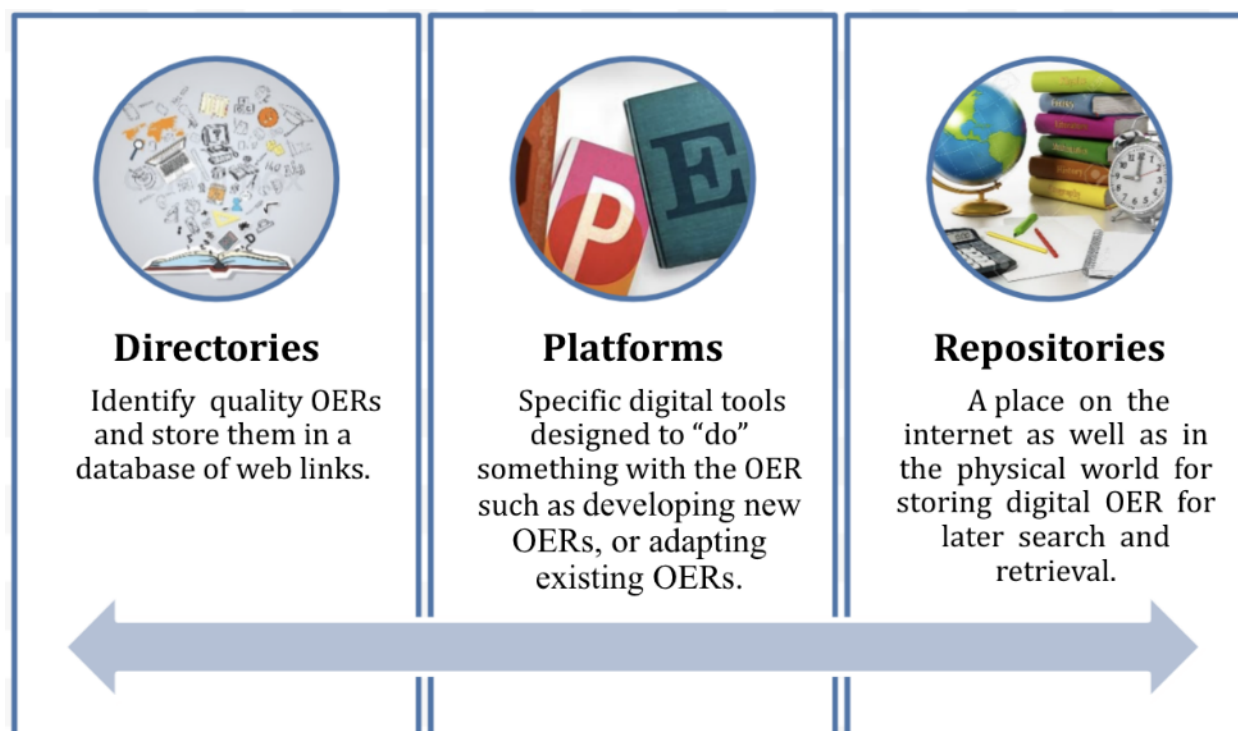 P
E
Directories
Identify quality OERs
and store them in a
database of web links.
Platforms
Specific digital tools
designed to “do”
something with the OER
such as developing new
OERs, or adapting
existing OERs.
Repositories
A place on the
internet as well as in
the physical world for
storing digital OER for
later search and
retrieval.